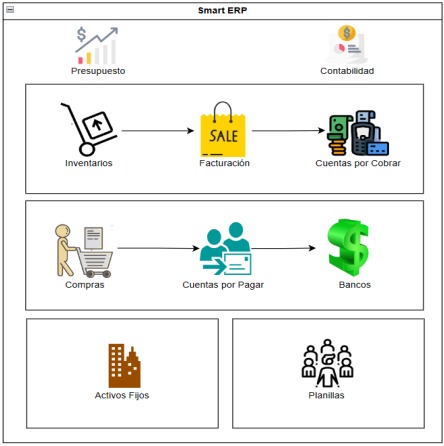 Smart ERP
Presupuesto
Contabilidad
SALE
Inventarios
Facturación
Cuentas por Cobrar
Compras
Cuentas por Pagar
Bancos
Activos Fijos
Planillas